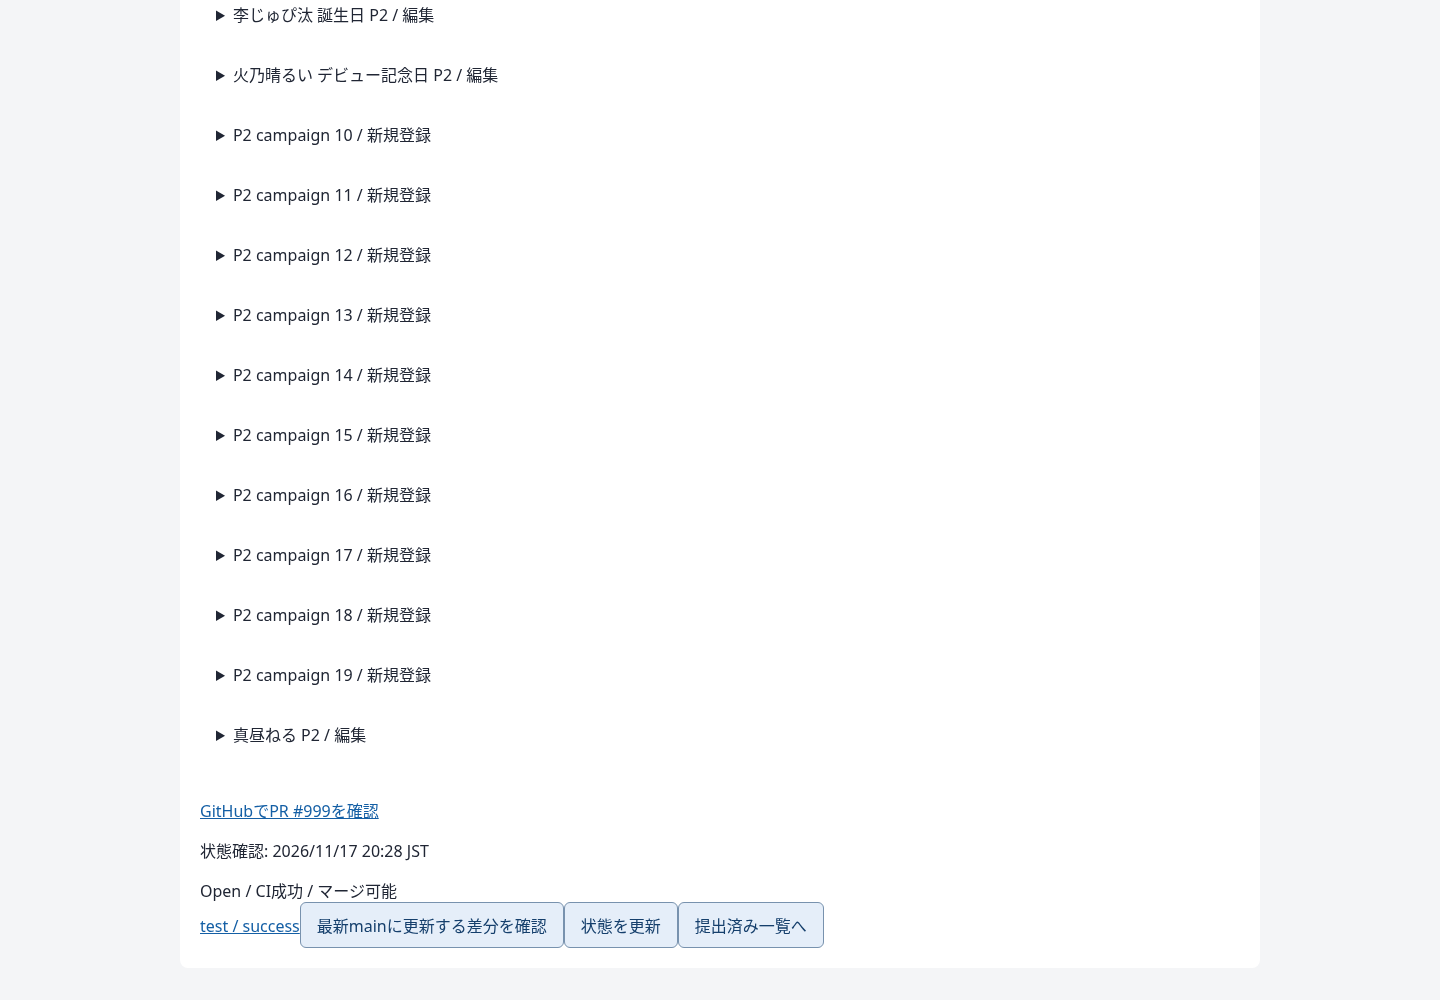 ▶ 李じゅぴ汰 誕生日 P2 / 編集
▶ 火乃晴るい デビュー記念日 P2 / 編集
▶ P2 campaign 10 / 新規登録
▶ P2 campaign 11 / 新規登録
▶ P2 campaign 12 / 新規登録
▶ P2 campaign 13 / 新規登録
▶ P2 campaign 14 / 新規登録
▶ P2 campaign 15 / 新規登録
▶ P2 campaign 16 / 新規登録
▶ P2 campaign 17 / 新規登録
▶ P2 campaign 18 / 新規登録
▶ P2 campaign 19 / 新規登録
▶ 真昼ねる P2 / 編集
GitHubでPR #999を確認
状態確認: 2026/11/17 20:28 JST
Open / CI成功 / マージ可能
test / success 最新mainに更新する差分を確認 状態を更新 提出済み一覧へ